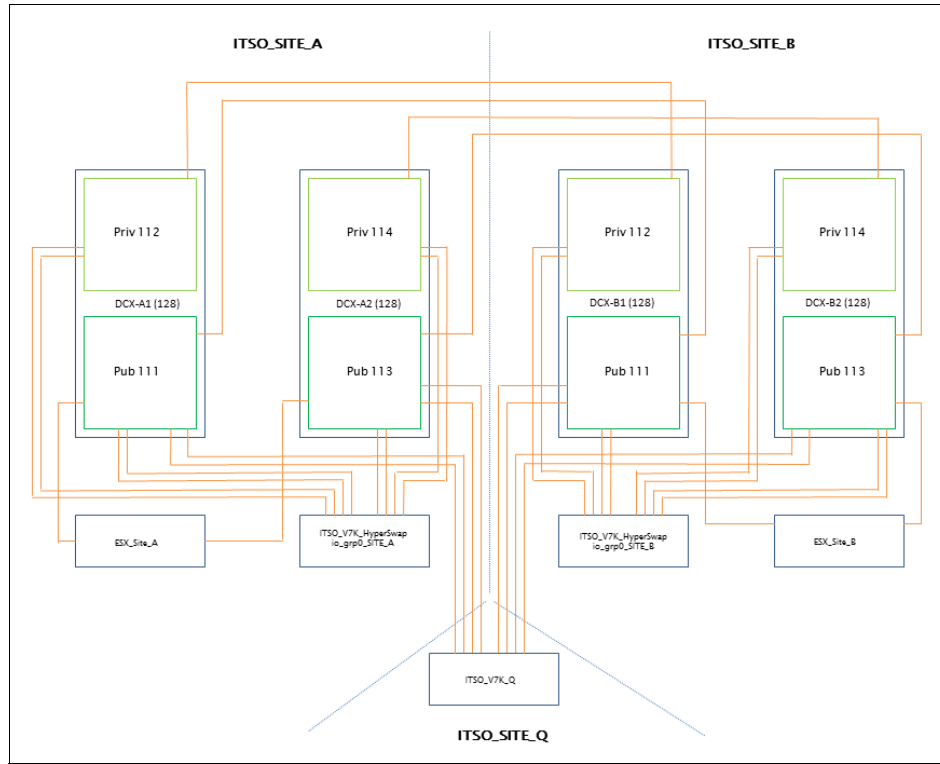 ITSO_SITE_A
ITSO_SITE_B
Priv 112
Priv 114
Priv 112
Priv 114
DCX-A1 (128)
DCX-A2 (128)
DCX-B1 (128)
DCX-B2 (128)
Pub 111
Pub 113
Pub 111
Pub 113
ESX_Site_A
ITSO_V7K_HyperSwap
io_grp0_SITE_A
ITSO_V7K_HyperSwap
io_grp0_SITE_B
ESX_Site_B
ITSO_V7K_Q
ITSO_SITE_Q